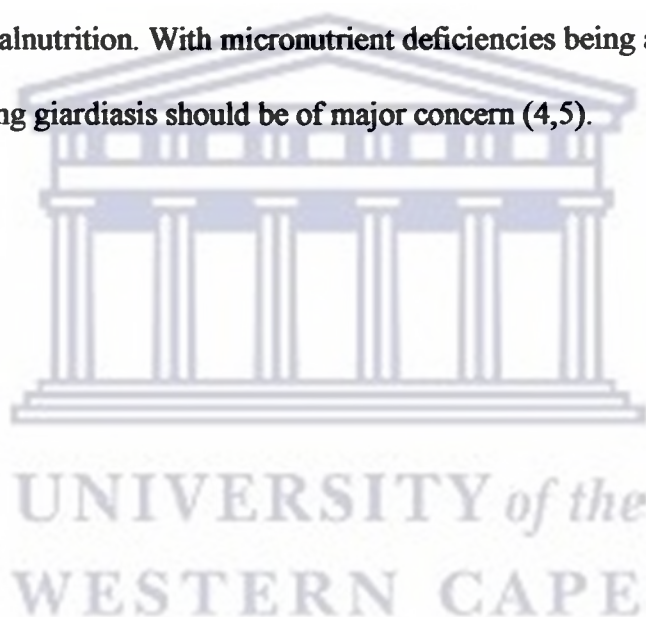 alnutrition. With micronutrient deficiencies being
ng giardiasis should be of major concern (4,5).
UNIVERSITY of the
WESTERN CAPE